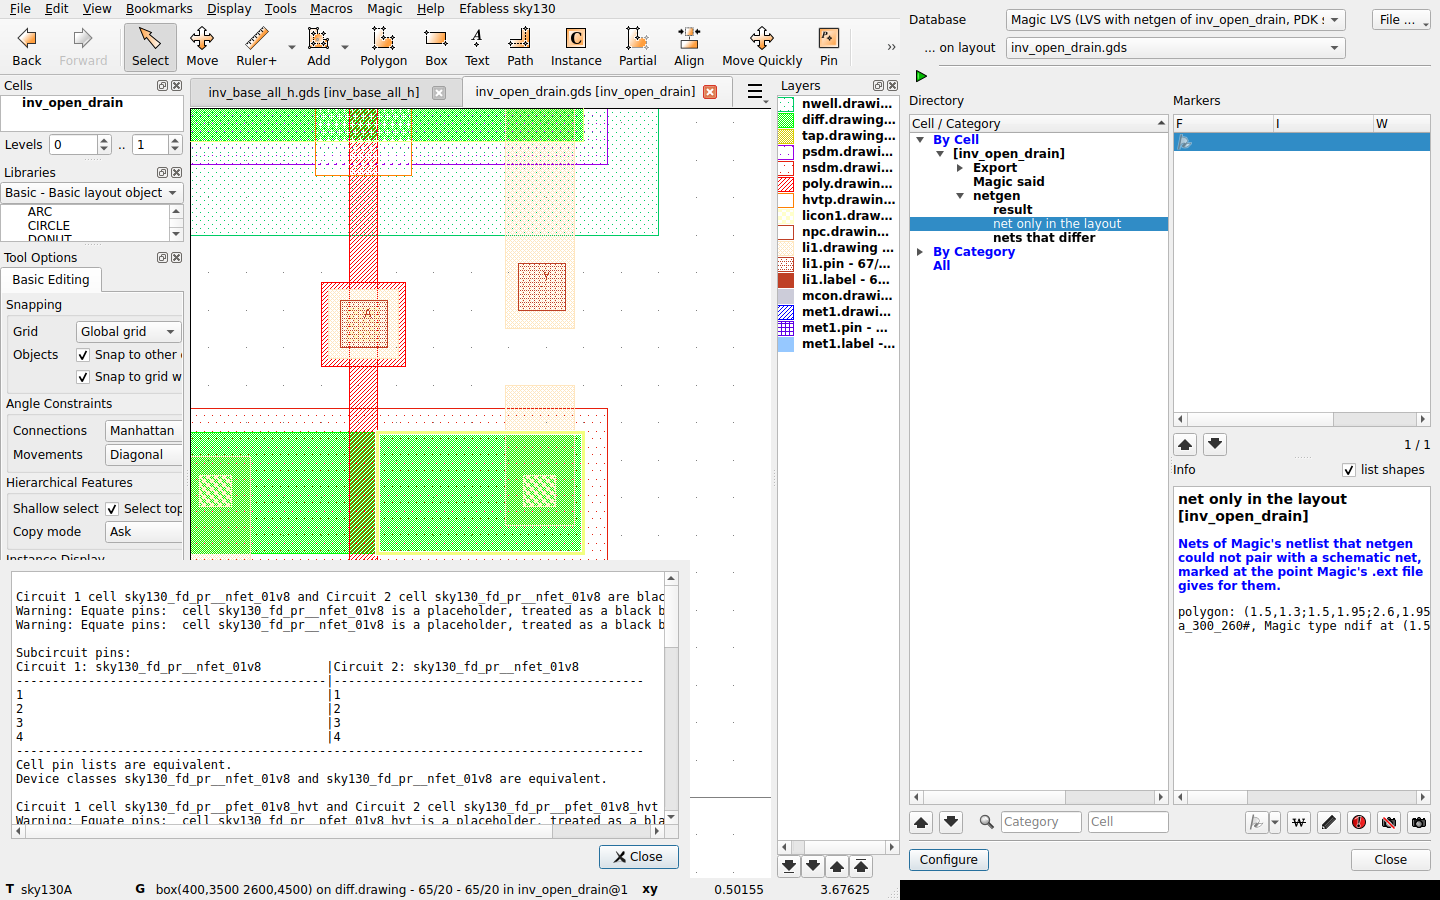 File Edit View Bookmarks Display Tools Macros Magic Help Efabless sky130
Back Forward Select Move Ruler+ Add Polygon Box Text Path Instance Partial Align Move Quickly Pin
Cells
inv_open_drain
Levels 0 .. 1
Libraries
Basic - Basic layout object
ARC
CIRCLE
DONUT
Tool Options
Basic Editing
Snapping
Grid Global grid
Objects Snap to other
Snap to grid w
Angle Constraints
Connections Manhattan
Movements Diagonal
Hierarchical Features
Shallow select Select top
Copy mode Ask
Instance Display
inv_base_all_h.gds [inv_base_all_h]
inv_open_drain.gds [inv_open_drain]
A
Y
Layers
nwell.drawi...
diff.drawing...
tap.drawing...
psdm.drawi...
nsdm.drawi...
poly.drawin...
hvtp.drawin...
licon1.draw...
npc.drawin...
li1.drawing ...
li1.pin - 67/...
li1.label - 6...
mcon.drawi...
met1.drawi...
met1.pin - ...
met1.label -...
Circuit 1 cell sky130_fd_pr__nfet_01v8 and Circuit 2 cell sky130_fd_pr__nfet_01v8 are blac
Warning: Equate pins:  cell sky130_fd_pr__nfet_01v8 is a placeholder, treated as a black b
Warning: Equate pins:  cell sky130_fd_pr__nfet_01v8 is a placeholder, treated as a black b
Subcircuit pins:
Circuit 1: sky130_fd_pr__nfet_01v8         |Circuit 2: sky130_fd_pr__nfet_01v8
-------------------------------------------|-------------------------------------------
1                                          |1
2                                          |2
3                                          |3
4                                          |4
---------------------------------------------------------------------------------------
Cell pin lists are equivalent.
Device classes sky130_fd_pr__nfet_01v8 and sky130_fd_pr__nfet_01v8 are equivalent.
Circuit 1 cell sky130_fd_pr__pfet_01v8_hvt and Circuit 2 cell sky130_fd_pr__pfet_01v8_hvt
Warning: Equate pins:  cell sky130_fd_pr__pfet_01v8_hvt is a placeholder, treated as a bla
Close
T sky130A G box(400,3500 2600,4500) on diff.drawing - 65/20 - 65/20 in inv_open_drain@1 xy 0.50155 3.67625
Database Magic LVS (LVS with netgen of inv_open_drain, PDK s File ...
... on layout inv_open_drain.gds
Directory
Cell / Category
By Cell
[inv_open_drain]
Export
Magic said
netgen
result
net only in the layout
nets that differ
By Category
All
Category Cell
Configure
Markers
F I W
1 / 1
Info list shapes
net only in the layout
[inv_open_drain]
Nets of Magic's netlist that netgen
could not pair with a schematic net,
marked at the point Magic's .ext file
gives for them.
polygon: (1.5,1.3;1.5,1.95;2.6,1.95
a_300_260#, Magic type ndif at (1.5
Close